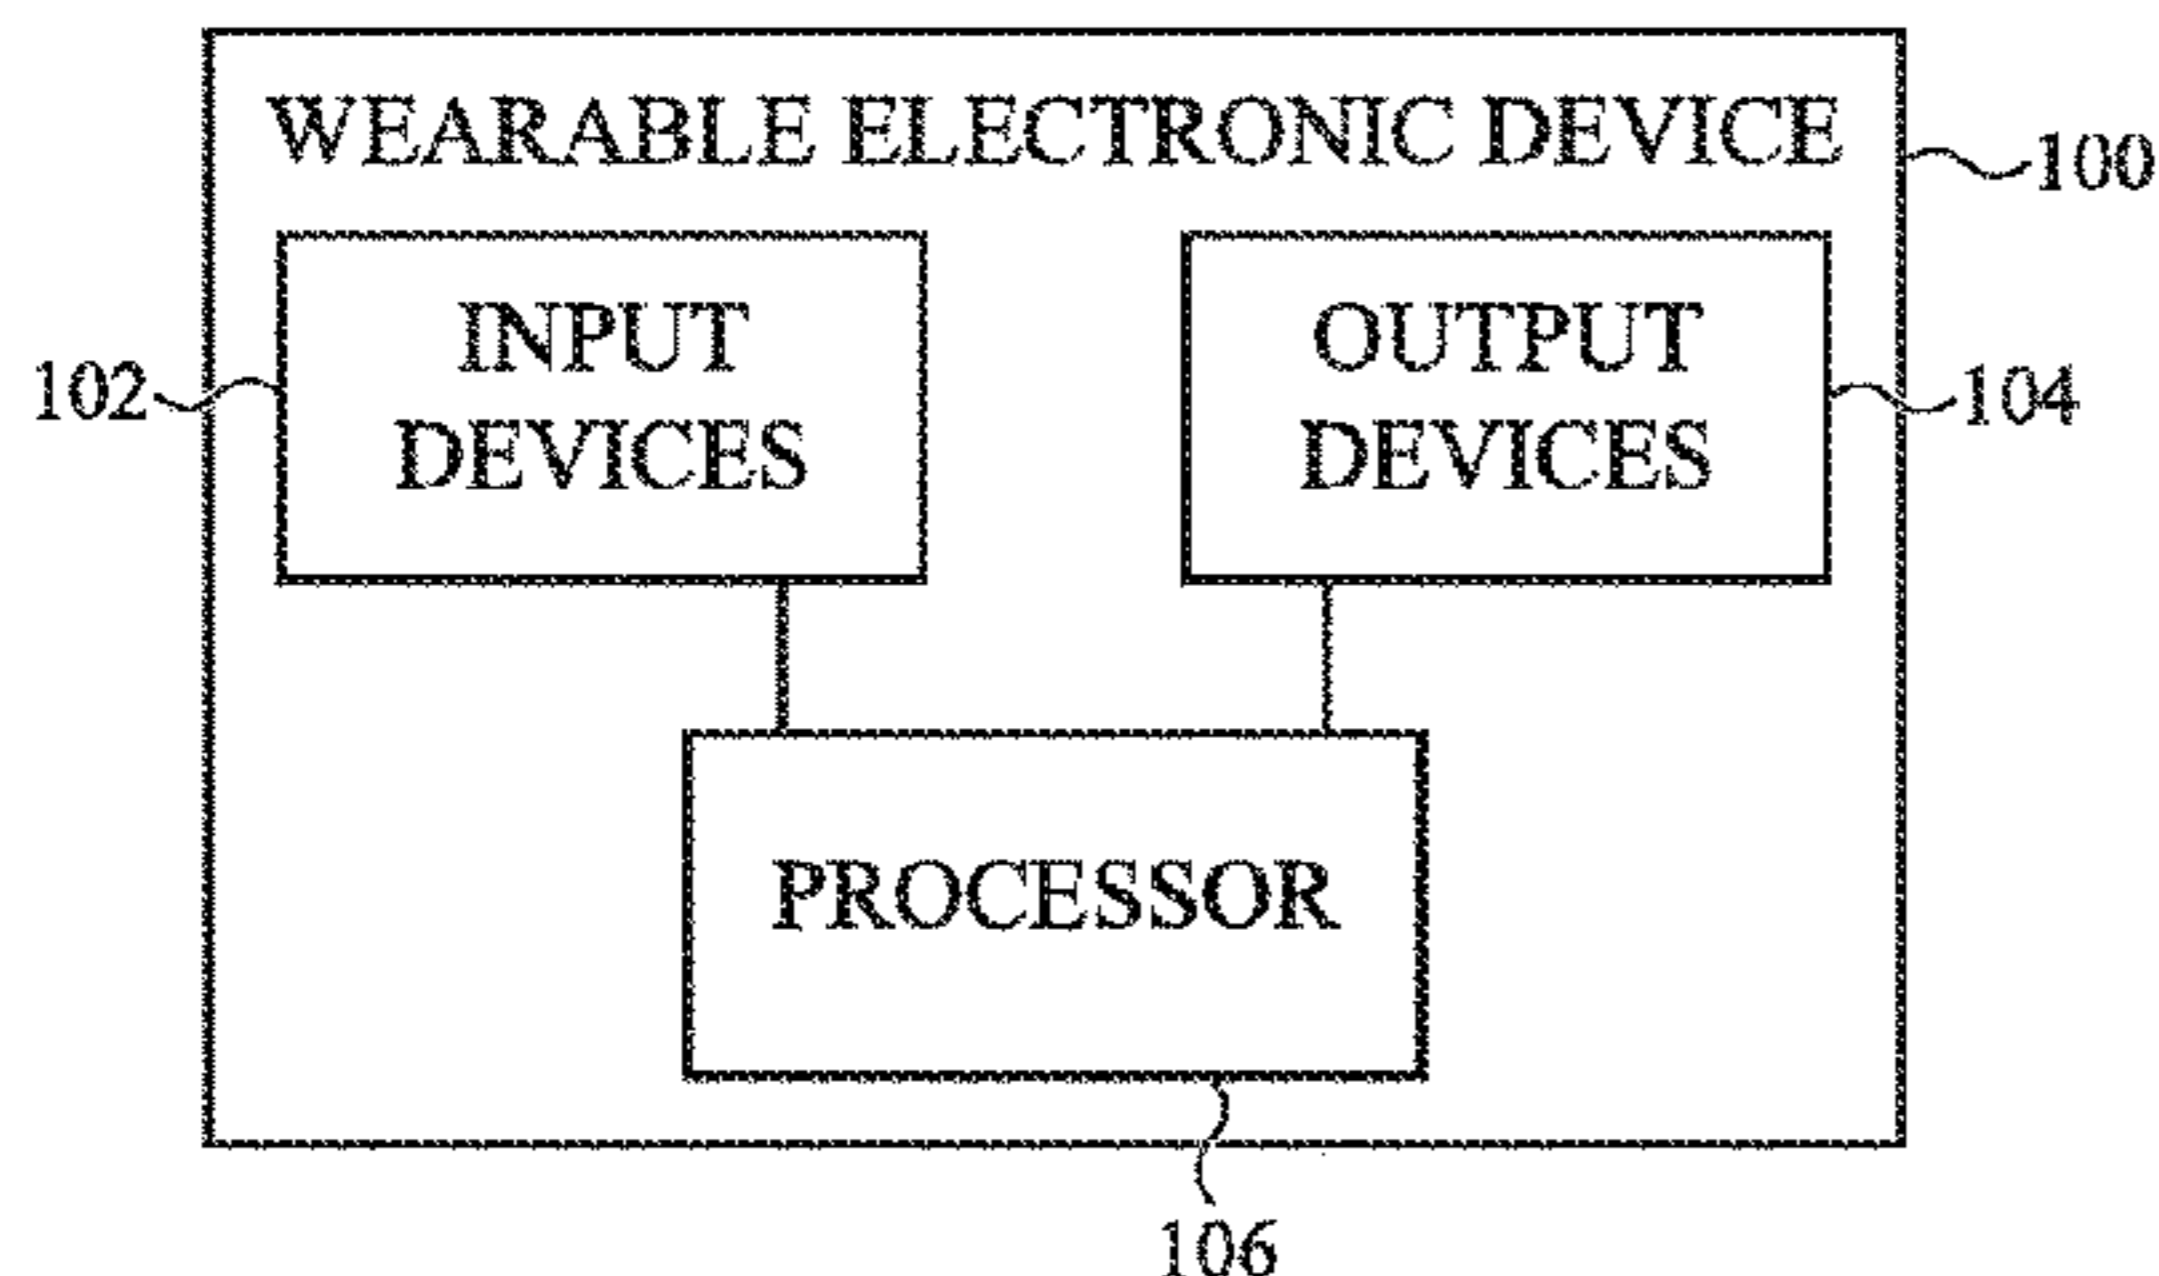 WEARABLE ELECTRONIC DEVICE
100
INPUT
DEVICES
OUTPUT
DEVICES
102
104
PROCESSOR
106